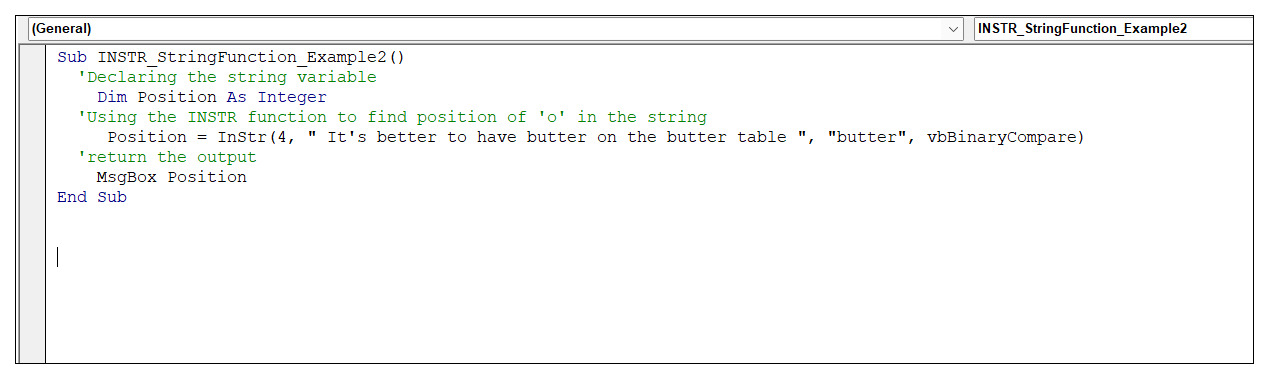 (General)
INSTR_StringFunction_Example2
Sub INSTR_StringFunction_Example2()
'Declaring the string variable
Dim Position As Integer
'Using the INSTR function to find position of 'o' in the string
Position = InStr(4, " It's better to have butter on the butter table ", "butter", vbBinaryCompare)
'return the output
MsgBox Position
End Sub